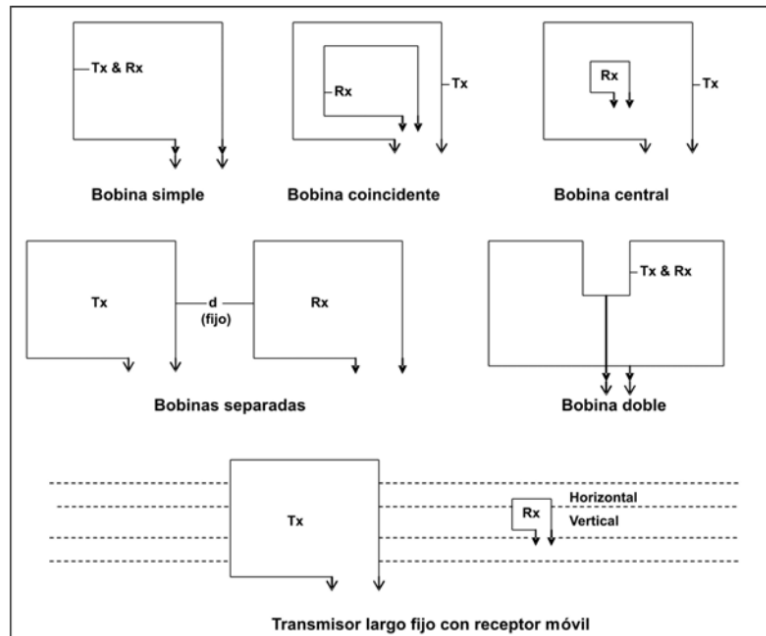 Tx & Rx
Rx
Tx
Rx
Tx
Bobina simple
Bobina coincidente
Bobina central
Tx
d
(fijo)
Rx
Tx & Rx
Bobinas separadas
Bobina doble
Tx
Rx
Horizontal
Vertical
Transmisor largo fijo con receptor móvil